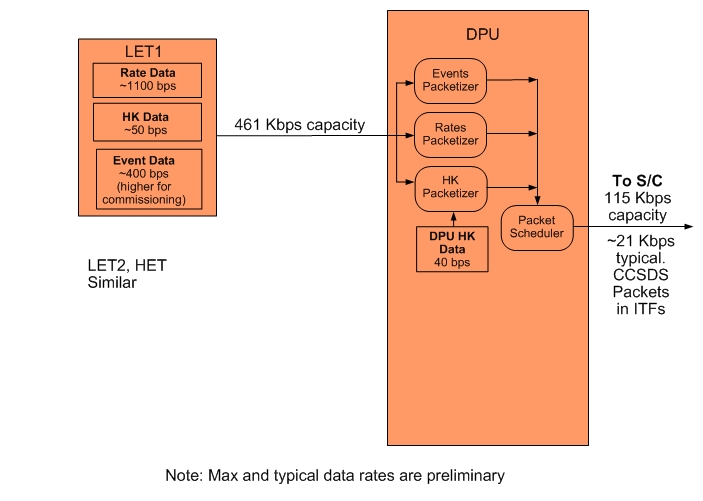 LET1
Rate Data
~1100 bps
HK Data
~50 bps
Event Data
~400 bps
(higher for
commissioning)
LET2, HET
Similar
461 Kbps capacity
DPU
Events
Packetizer
Rates
Packetizer
HK
Packetizer
DPU HK
Data
40 bps
Packet
Scheduler
To S/C
115 Kbps
capacity
~21 Kbps
typical.
CCSDS
Packets
in ITFs
Note: Max and typical data rates are preliminary